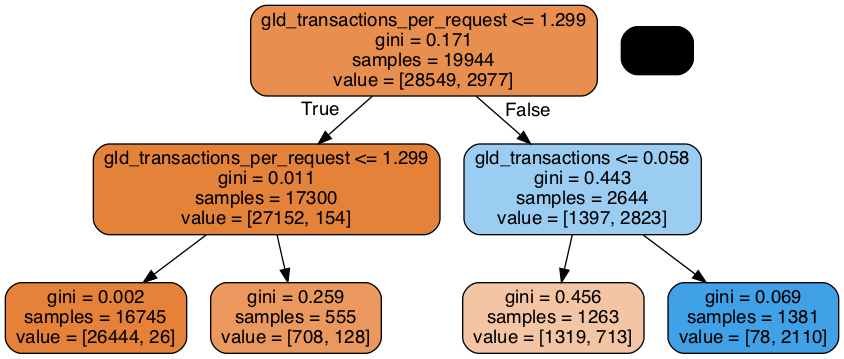 gld_transactions_per_request <= 1.299
gini = 0.171
samples = 19944
value = [28549, 2977]
True
False
gld_transactions_per_request <= 1.299
gini = 0.011
samples = 17300
value = [27152, 154]
gld_transactions <= 0.058
gini = 0.443
samples = 2644
value = [1397, 2823]
gini = 0.002
samples = 16745
value = [26444, 26]
gini = 0.259
samples = 555
value = [708, 128]
gini = 0.456
samples = 1263
value = [1319, 713]
gini = 0.069
samples = 1381
value = [78, 2110]